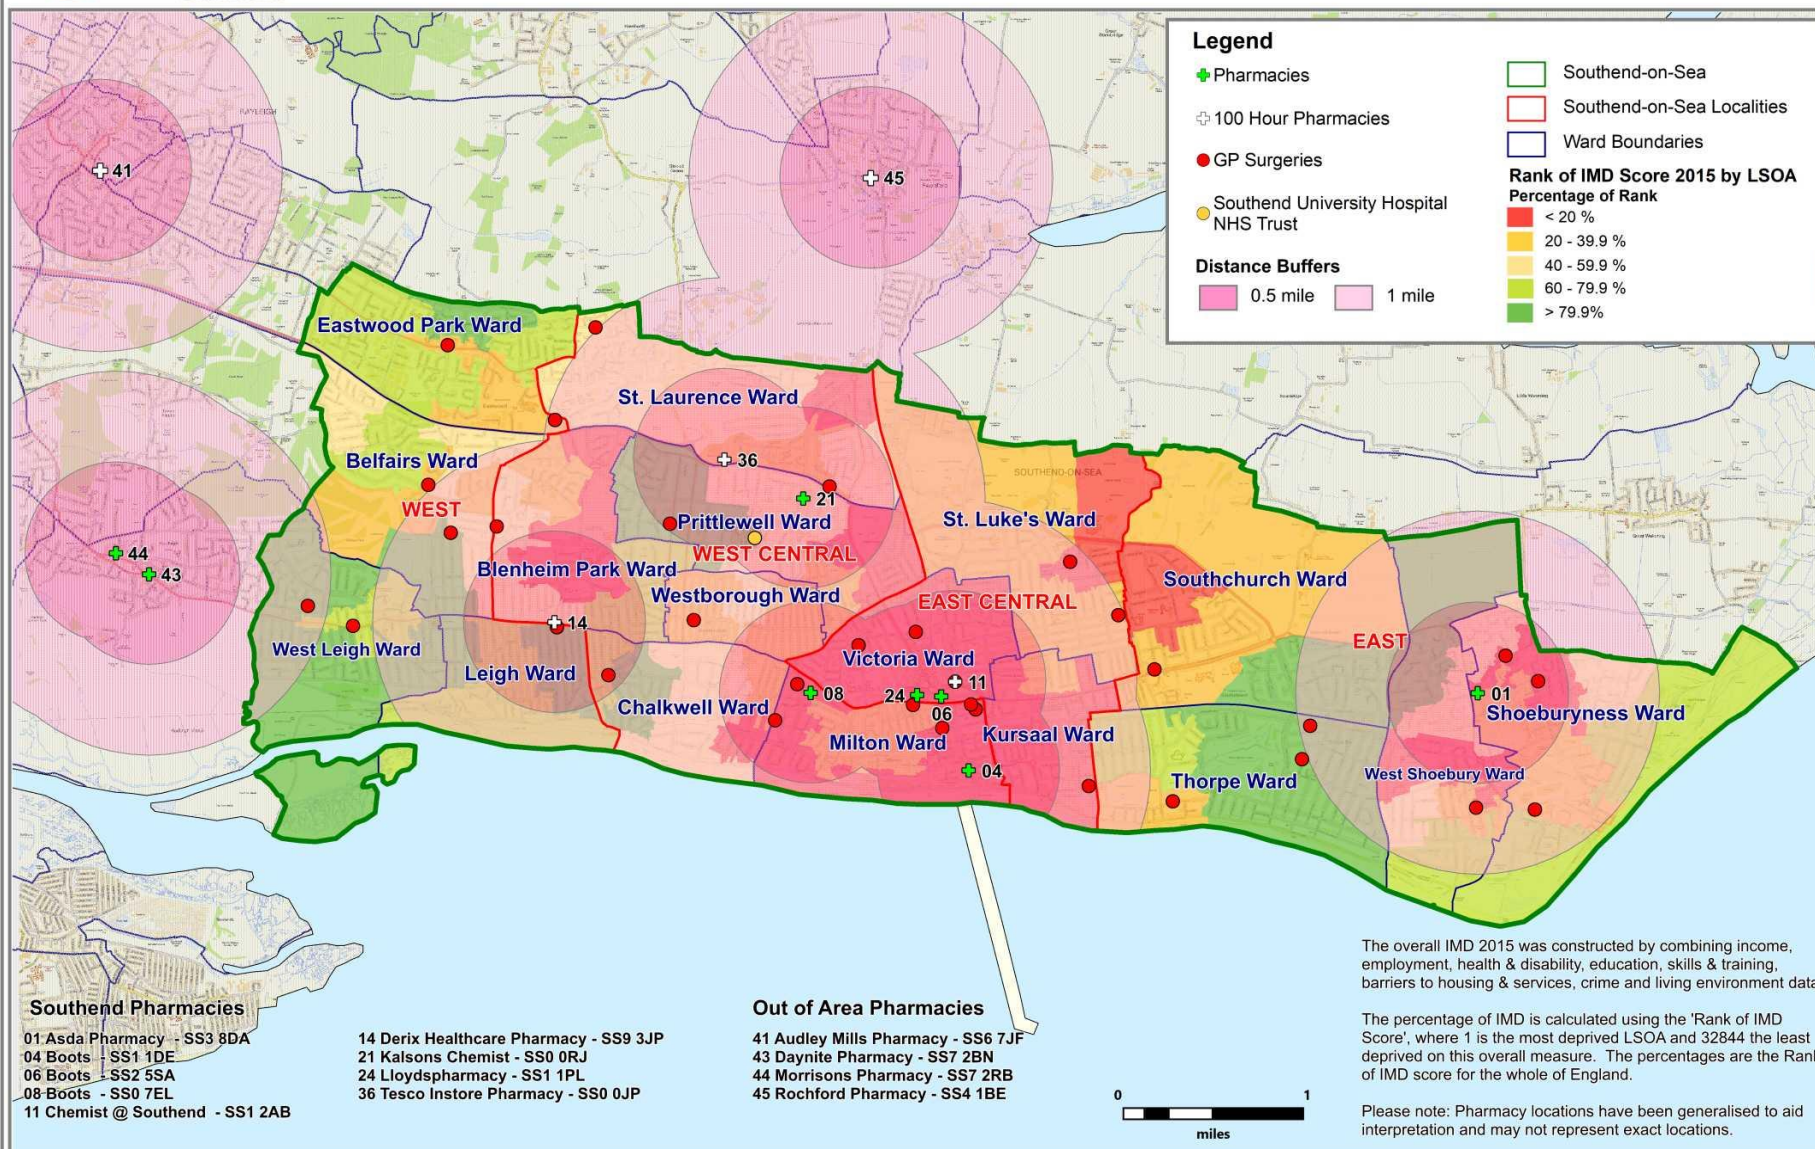 Legend
Pharmacies
100 Hour Pharmacies
GP Surgeries
Southend University Hospital
NHS Trust
Distance Buffers
0.5 mile
1 mile
Southend-on-Sea
Southend-on-Sea Localities
Ward Boundaries
Rank of IMD Score 2015 by LSOA
Percentage of Rank
< 20 %
20 - 39.9 %
40 - 59.9 %
60 - 79.9 %
> 79.9%
RAYLEIGH
41
45
Eastwood Park Ward
St. Laurence Ward
Belfairs Ward
36
SOUTHEND-ON-SEA
WEST
21
Prittlewell Ward
St. Luke's Ward
44
WEST CENTRAL
43
Blenheim Park Ward
Southchurch Ward
Westborough Ward
EAST CENTRAL
14
EAST
West Leigh Ward
Victoria Ward
Leigh Ward
11
08
24
01
Chalkwell Ward
06
Shoeburyness Ward
Milton Ward
Kursaal Ward
04
Thorpe Ward
West Shoebury Ward
Southend Pharmacies
01 Asda Pharmacy - SS3 8DA
04 Boots - SS1 1DE
06 Boots - SS2 5SA
08 Boots - SS0 7EL
11 Chemist @ Southend - SS1 2AB
14 Derix Healthcare Pharmacy - SS9 3JP
21 Kalsons Chemist - SS0 0RJ
24 Lloydspharmacy - SS1 1PL
36 Tesco Instore Pharmacy - SS0 0JP
Out of Area Pharmacies
41 Audley Mills Pharmacy - SS6 7JF
43 Daynite Pharmacy - SS7 2BN
44 Morrisons Pharmacy - SS7 2RB
45 Rochford Pharmacy - SS4 1BE
0
1
miles
The overall IMD 2015 was constructed by combining income,
employment, health & disability, education, skills & training,
barriers to housing & services, crime and living environment data
The percentage of IMD is calculated using the 'Rank of IMD
Score', where 1 is the most deprived LSOA and 32844 the least
deprived on this overall measure. The percentages are the Rank
of IMD score for the whole of England.
Please note: Pharmacy locations have been generalised to aid
interpretation and may not represent exact locations.